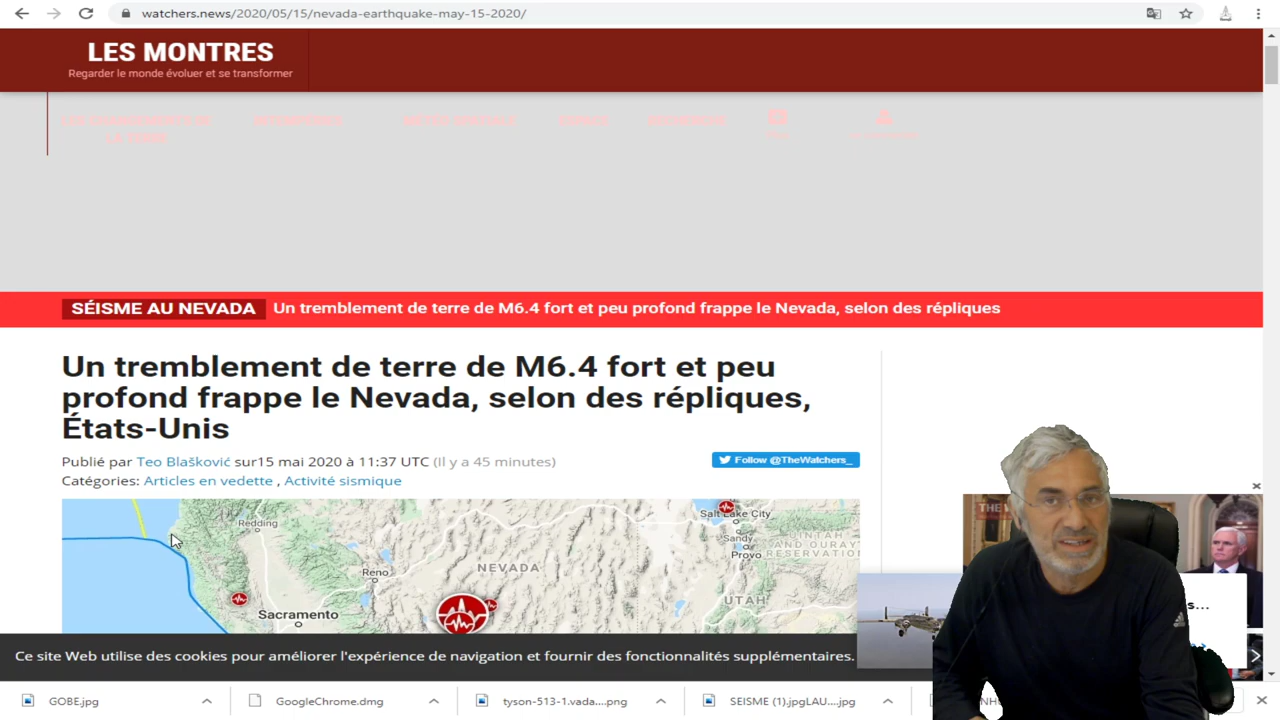 watchers.news/2020/05/15/nevada-earthquake-may-15-2020/
LES MONTRES
Regarder le monde évoluer et se transformer
SÉISME AU NEVADA Un tremblement de terre de M6.4 fort et peu profond frappe le Nevada, selon des répliques
Un tremblement de terre de M6.4 fort et peu
profond frappe le Nevada, selon des répliques,
États-Unis
Publié par Teo Blašković sur15 mai 2020 à 11:37 UTC (Il y a 45 minutes)
Follow @TheWatchers_
Catégories: Articles en vedette , Activité sismique
Redding
Salt Lake City
Sandy
Provo
UINTAH
AND OURAY
RESERVATION
Reno
NEVADA
UTAH
Sacramento
THE W
s...
Ce site Web utilise des cookies pour améliorer l'expérience de navigation et fournir des fonctionnalités supplémentaires.
GOBE.jpg
GoogleChrome.dmg
tyson-513-1.vada....png
SEISME (1).jpgLAU....jpg